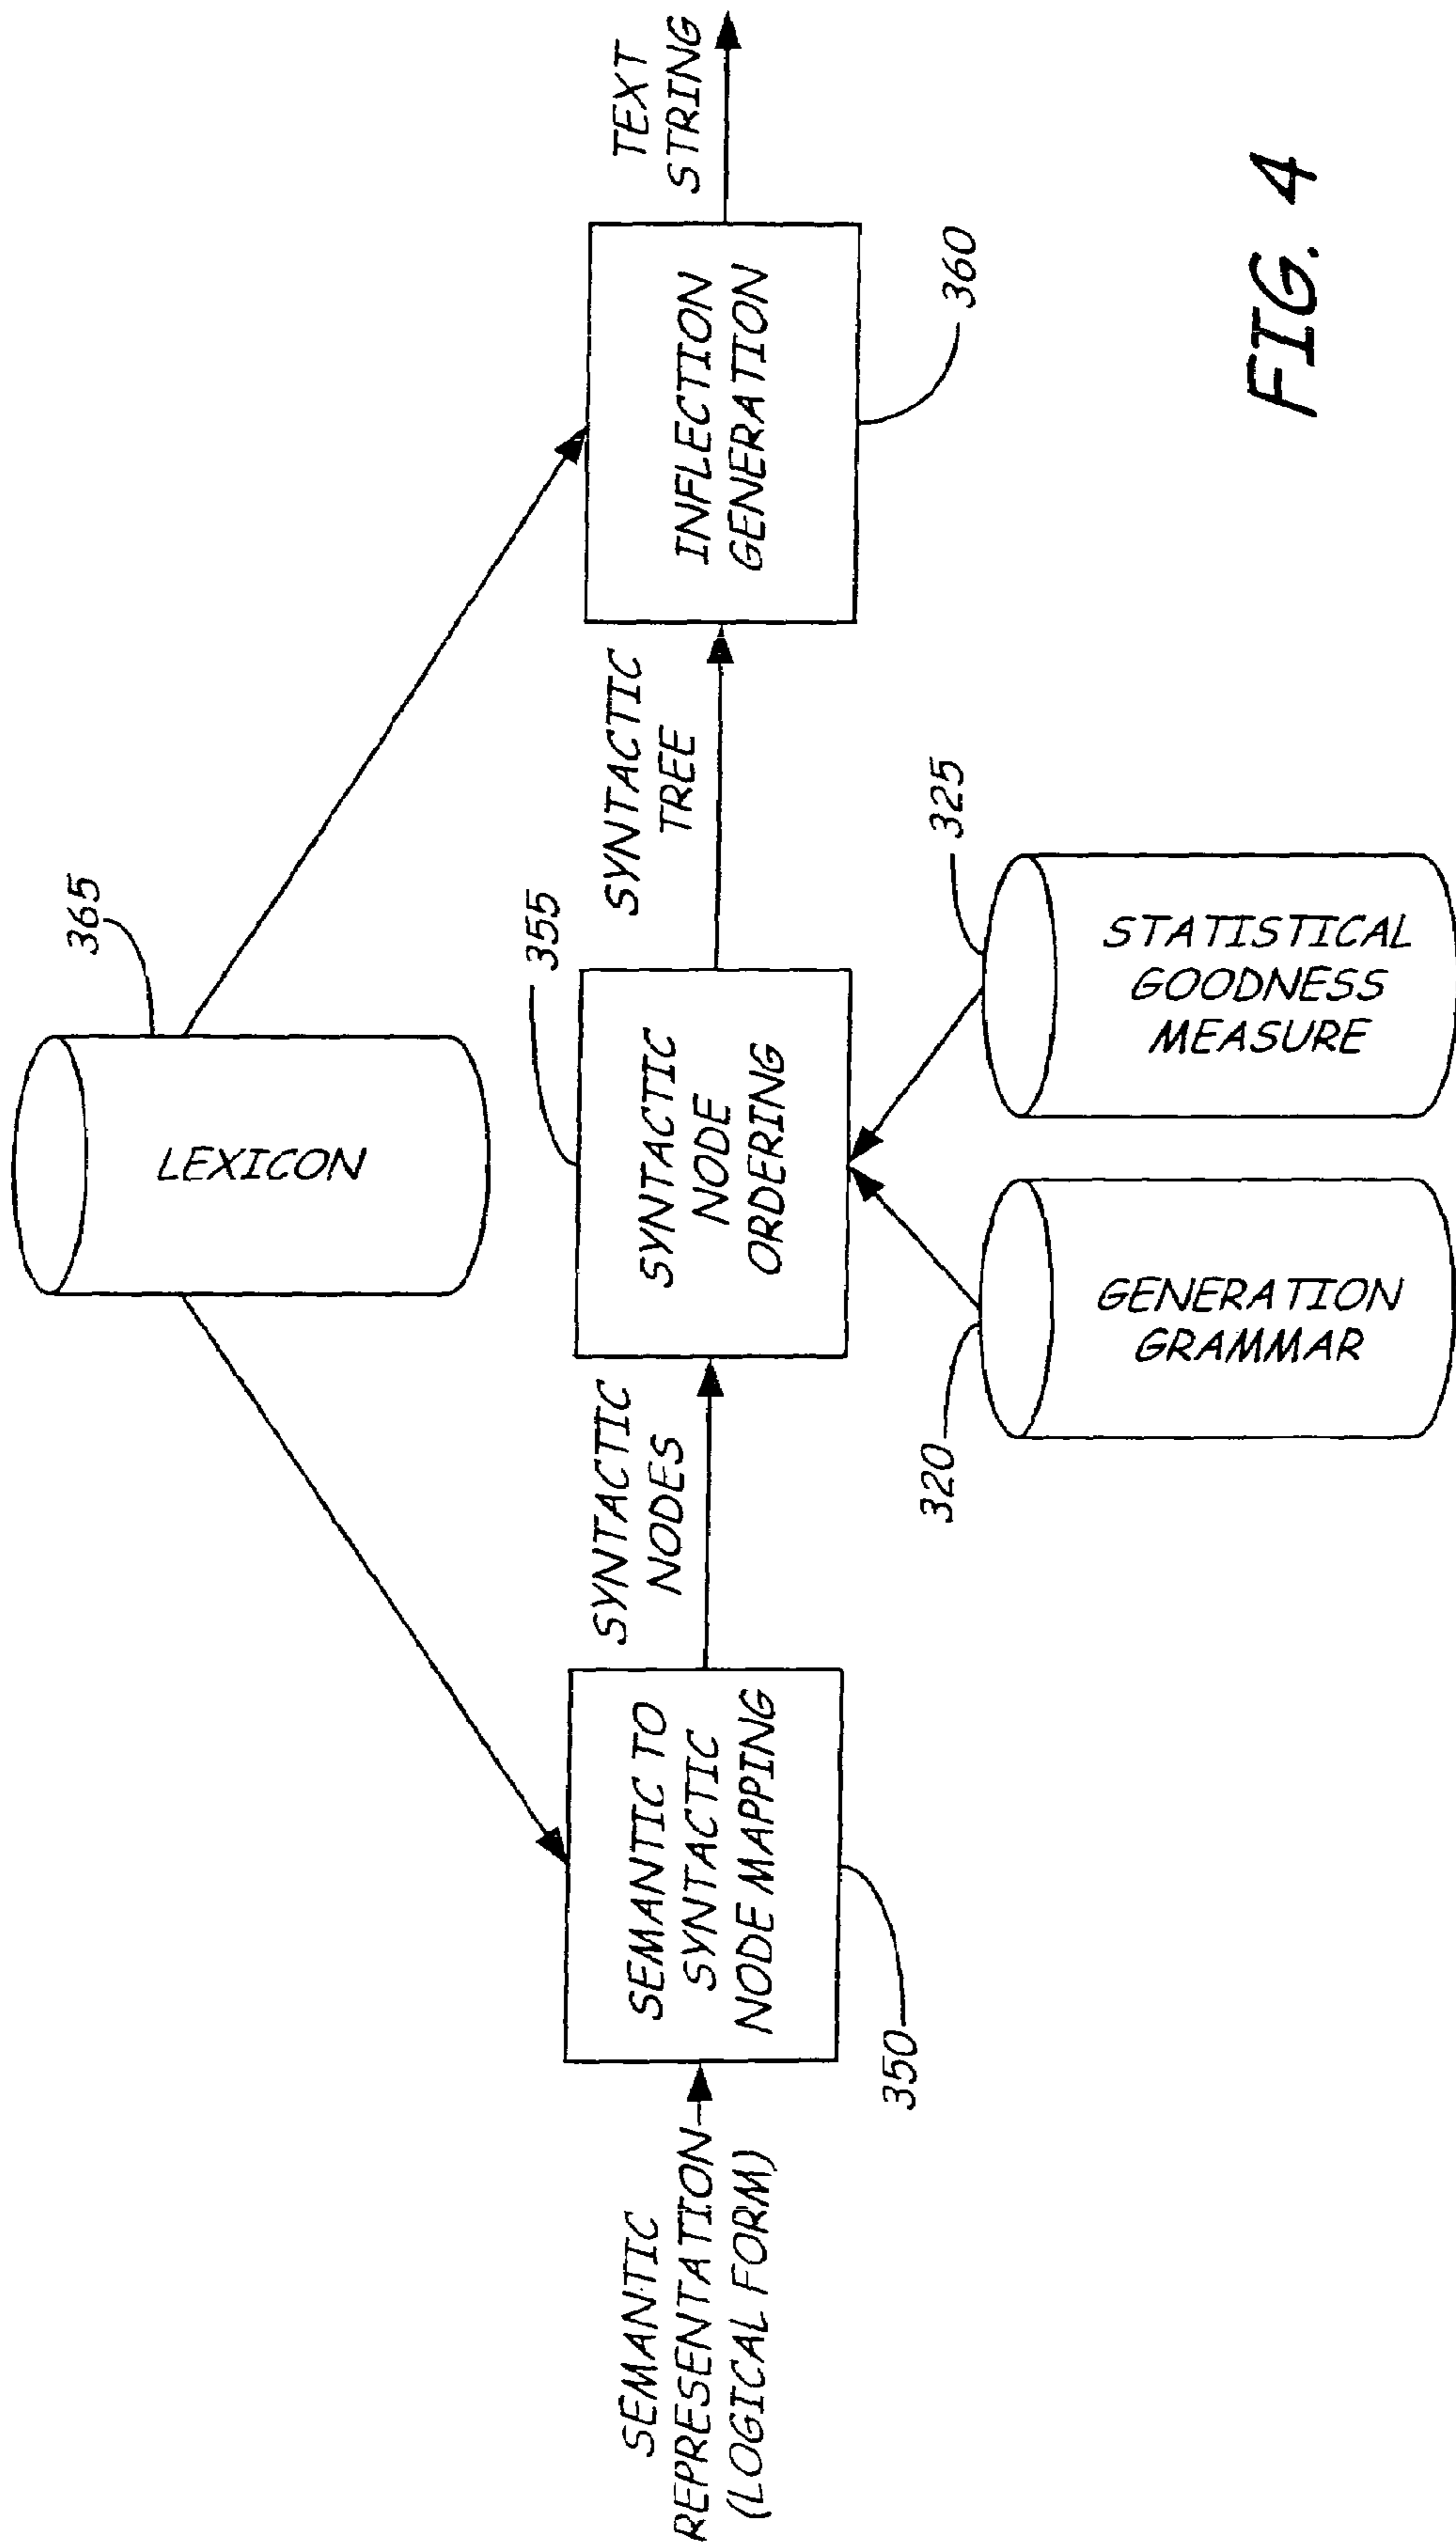 365
LEXICON
SEMANTIC
REPRESENTATION
(LOGICAL FORM)
SEMANTIC TO
SYNTACTIC
NODE MAPPING
350
SYNTACTIC
NODES
355
SYNTACTIC
NODE
ORDERING
SYNTACTIC
TREE
INFLECTION
GENERATION
360
TEXT
STRING
320
GENERATION
GRAMMAR
325
STATISTICAL
GOODNESS
MEASURE
FIG. 4